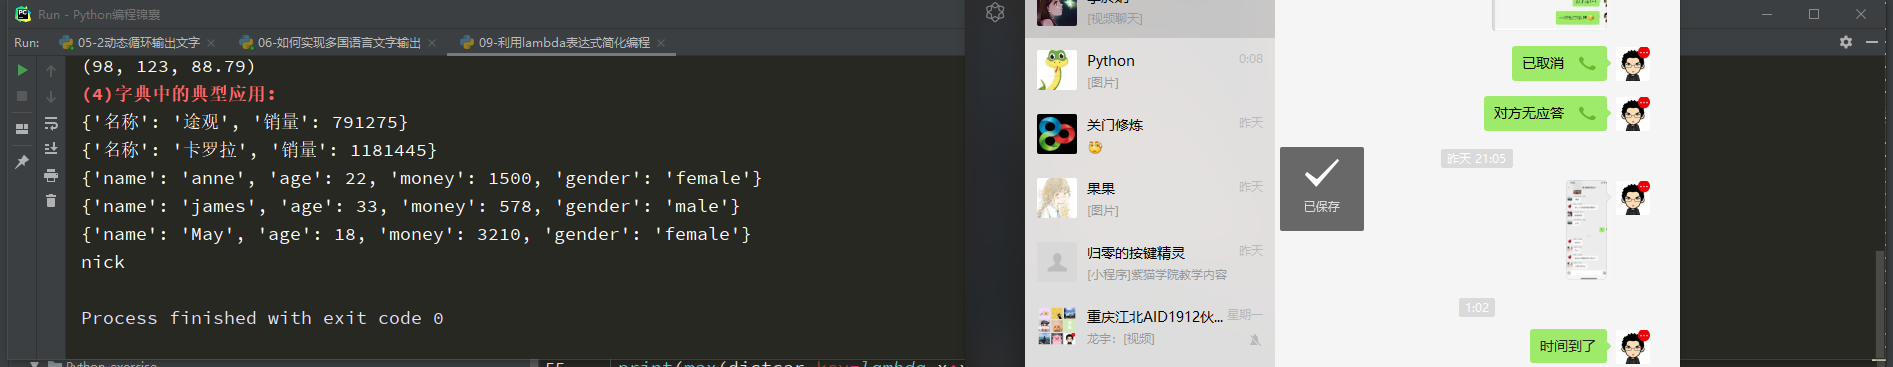 Run - Python编程锦囊
Run:
05-2动态循环输出文字
06-如何实现多国语言文字输出
09-利用lambda表达式简化编程
(98, 123, 88.79)
(4)字典中的典型应用:
{'名称': '途观', '销量': 791275}
{'名称': '卡罗拉', '销量': 1181445}
{'name': 'anne', 'age': 22, 'money': 1500, 'gender': 'female'}
{'name': 'james', 'age': 33, 'money': 578, 'gender': 'male'}
{'name': 'May', 'age': 18, 'money': 3210, 'gender': 'female'}
nick
Process finished with exit code 0
[视频聊天]
Python
0:08
[图片]
关门修炼
昨天
果果
昨天
[图片]
归零的按键精灵
昨天
[小程序]紫猫学院教学内容
重庆江北AID1912伙...
星期一
龙宇: [视频]
已取消
对方无应答
昨天 21:05
已保存
1:02
时间到了